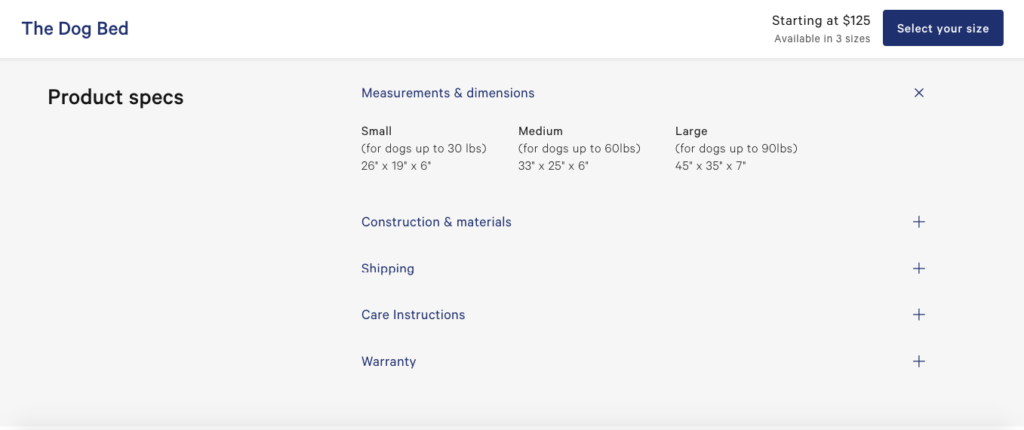 The Dog Bed
Starting at $125
Available in 3 sizes
Select your size
Product specs
Measurements & dimensions
Small
(for dogs up to 30 lbs)
26" x 19" x 6"
Medium
(for dogs up to 60lbs)
33" x 25" x 6"
Large
(for dogs up to 90lbs)
45" x 35" x 7"
Construction & materials
Shipping
Care Instructions
Warranty